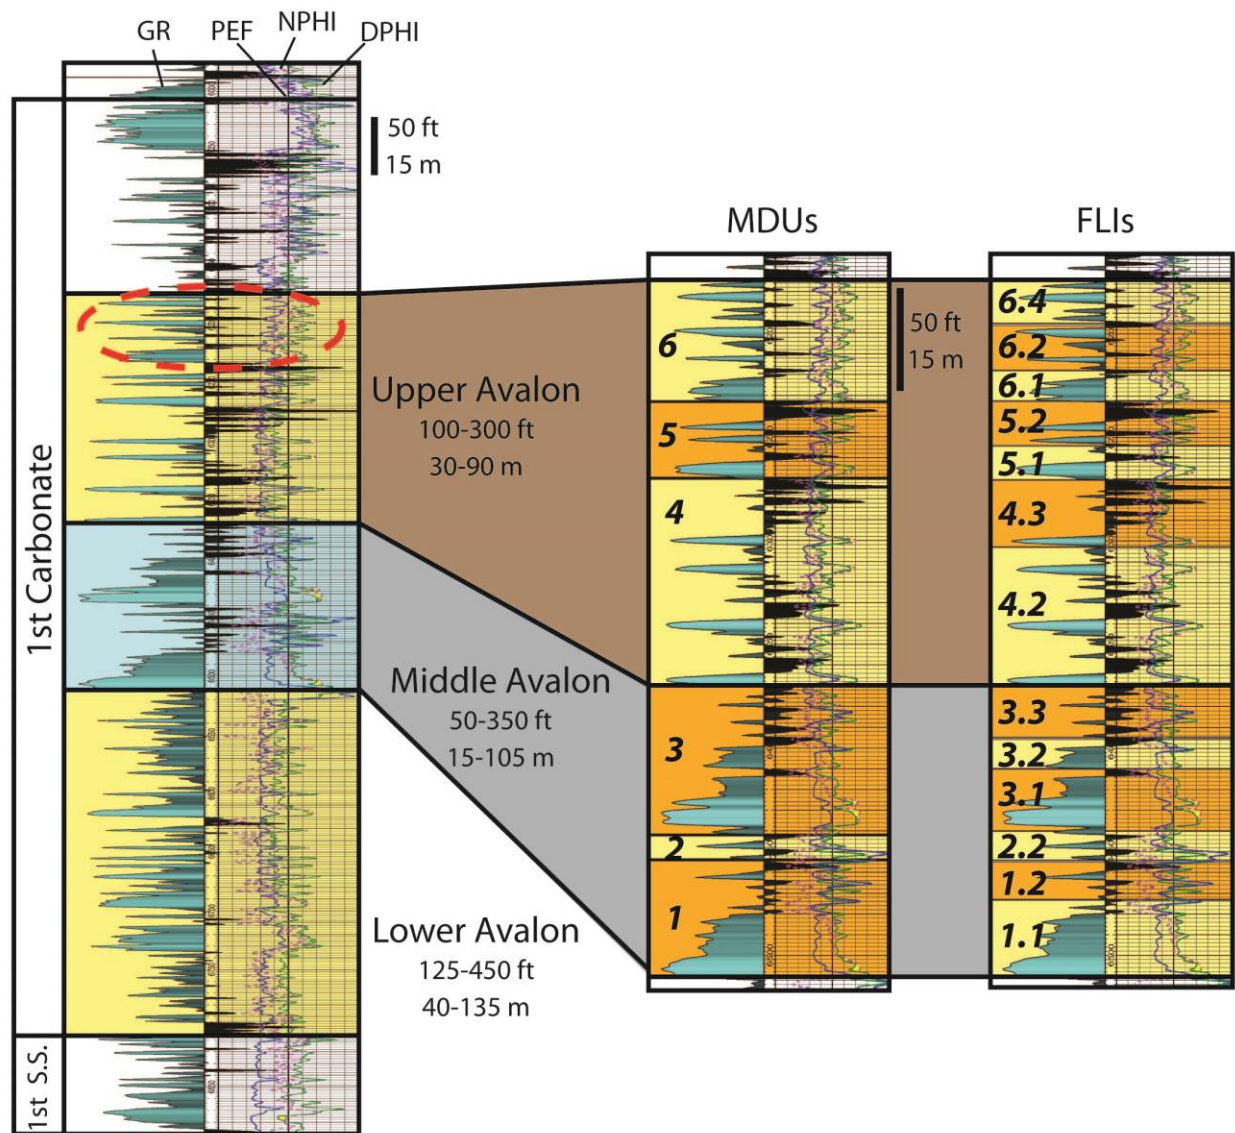 GR
PEF
NPHI
DPHI
50 ft
15 m
1st Carbonate
1st S.S.
Upper Avalon
100-300 ft
30-90 m
Middle Avalon
50-350 ft
15-105 m
Lower Avalon
125-450 ft
40-135 m
MDUs
6
5
4
3
2
1
50 ft
15 m
FLIs
6.4
6.2
6.1
5.2
5.1
4.3
4.2
3.3
3.2
3.1
2.2
1.2
1.1